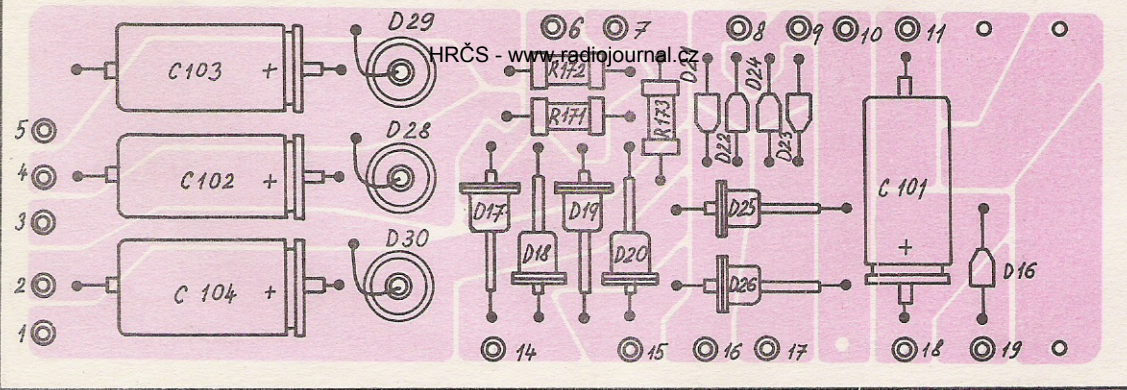 D29
6
7
8
9
10
11
HRČS - www.radiojournal.cz
C103 +
R172
D24
R171
R173
5
D28
D22
D23
4
C102 +
C 101
+
3
D17
D19
D25
D30
D18
D20
D16
2
C 104 +
D26
1
14
15
16
17
18
19